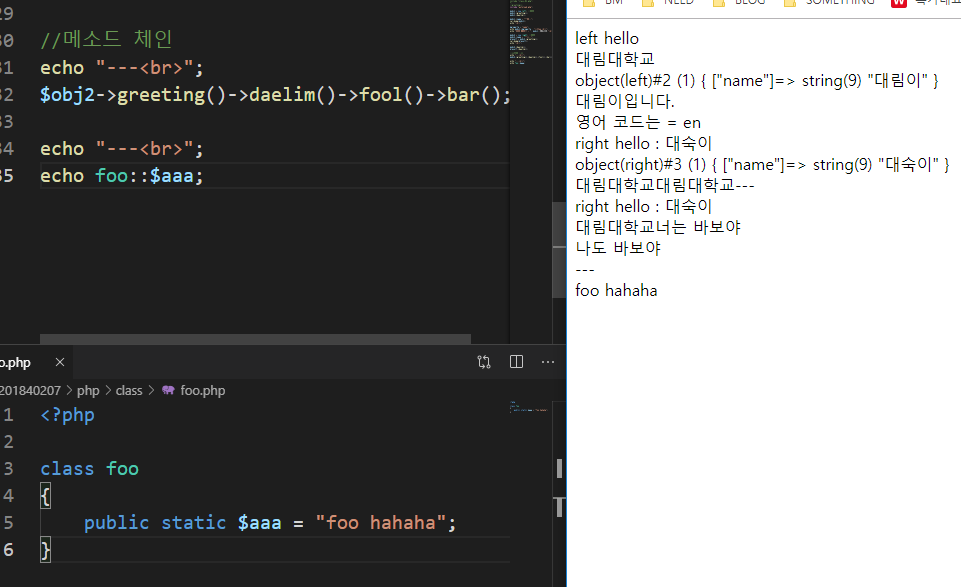 29
30 //메소드 체인
31 echo "---<br>";
32 $obj2->greeting()->daelim()->fool()->bar();
33
34 echo "---<br>";
35 echo foo::$aaa;
o.php ×
201840207 > php > class > foo.php
1 <?php
2
3 class foo
4 {
5 public static $aaa = "foo hahaha";
6 }
BM NEED BLOG SOMETHING
left hello
대림대학교
object(left)#2 (1) { ["name"]=> string(9) "대림이" }
대림이입니다.
영어 코드는 = en
right hello : 대숙이
object(right)#3 (1) { ["name"]=> string(9) "대숙이" }
대림대학교대림대학교---
right hello : 대숙이
대림대학교너는 바보야
나도 바보야
---
foo hahaha